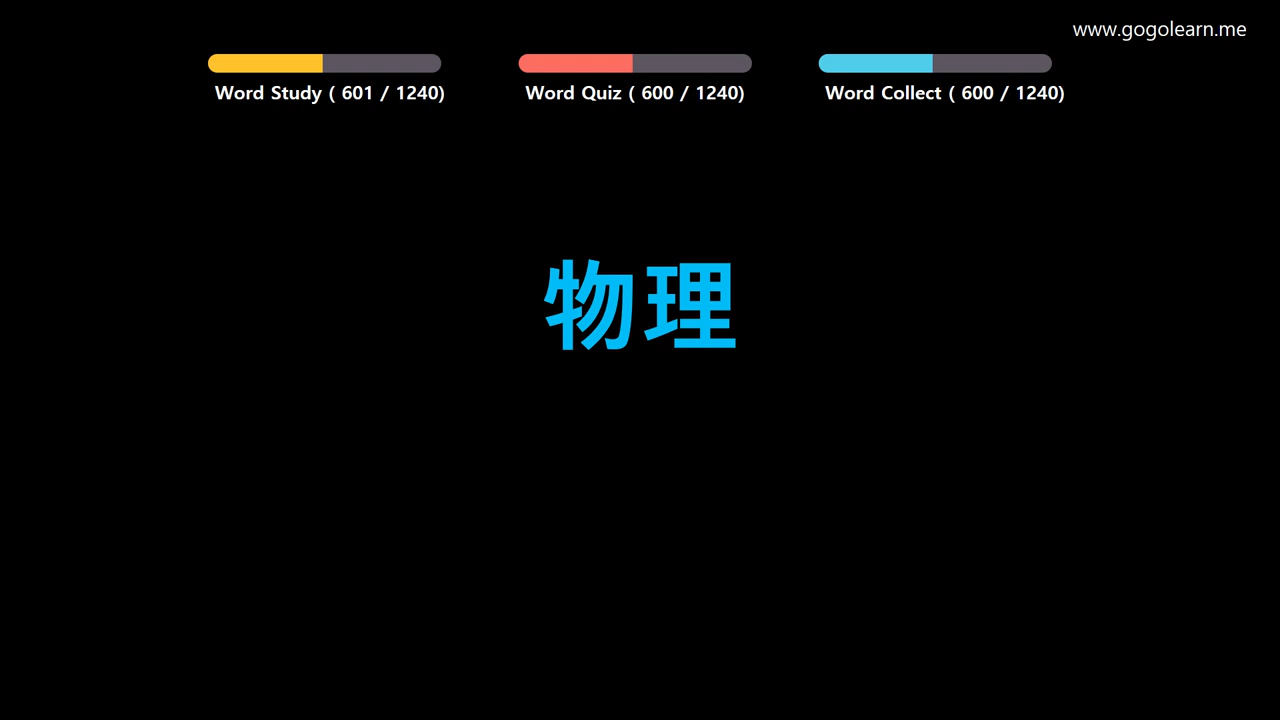 www.gogolearn.me
Word Study ( 601 / 1240)
Word Quiz ( 600 / 1240)
Word Collect ( 600 / 1240)
物理